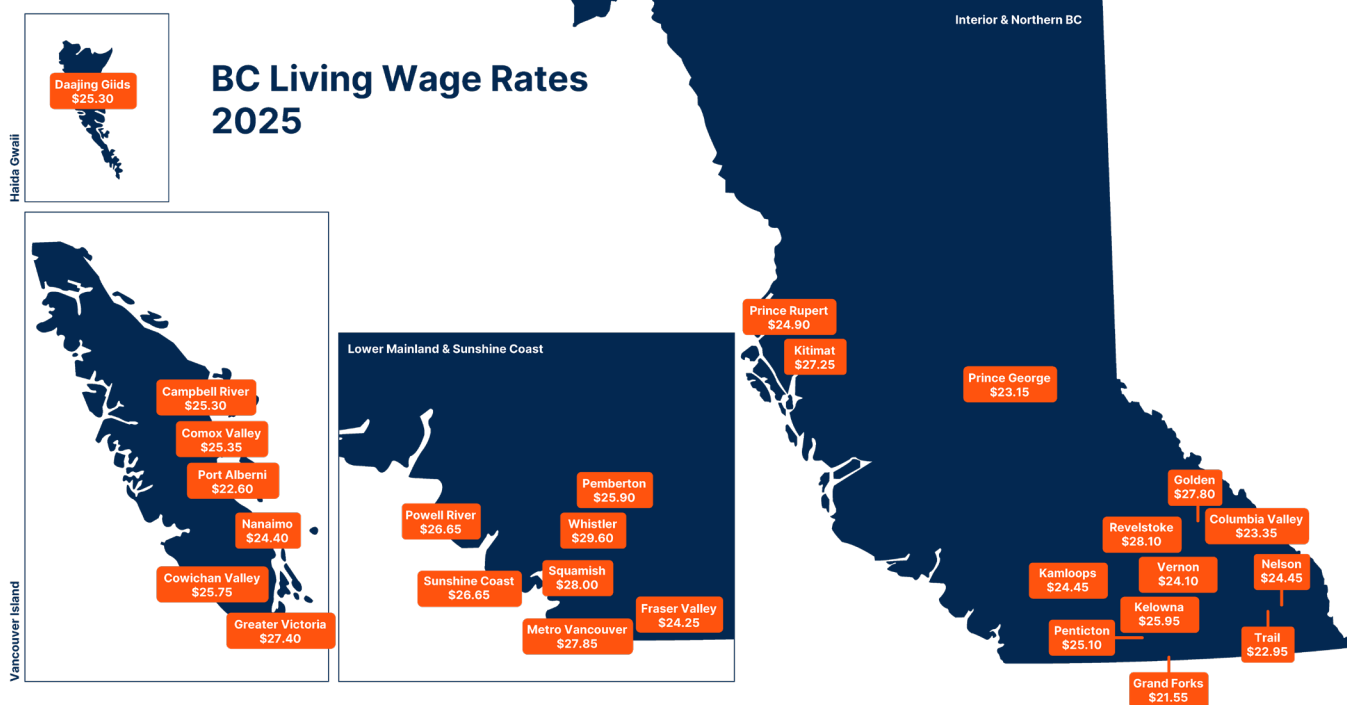 BC Living Wage Rates
2025
Haida Gwaii
Daajing Giids
$25.30
Vancouver Island
Campbell River
$25.30
Comox Valley
$25.35
Port Alberni
$22.60
Nanaimo
$24.40
Cowichan Valley
$25.75
Greater Victoria
$27.40
Lower Mainland & Sunshine Coast
Pemberton
$25.90
Powell River
$26.65
Whistler
$29.60
Squamish
$28.00
Sunshine Coast
$26.65
Fraser Valley
$24.25
Metro Vancouver
$27.85
Interior & Northern BC
Prince Rupert
$24.90
Kitimat
$27.25
Prince George
$23.15
Golden
$27.80
Columbia Valley
$23.35
Revelstoke
$28.10
Kamloops
$24.45
Vernon
$24.10
Nelson
$24.45
Kelowna
$25.95
Penticton
$25.10
Trail
$22.95
Grand Forks
$21.55